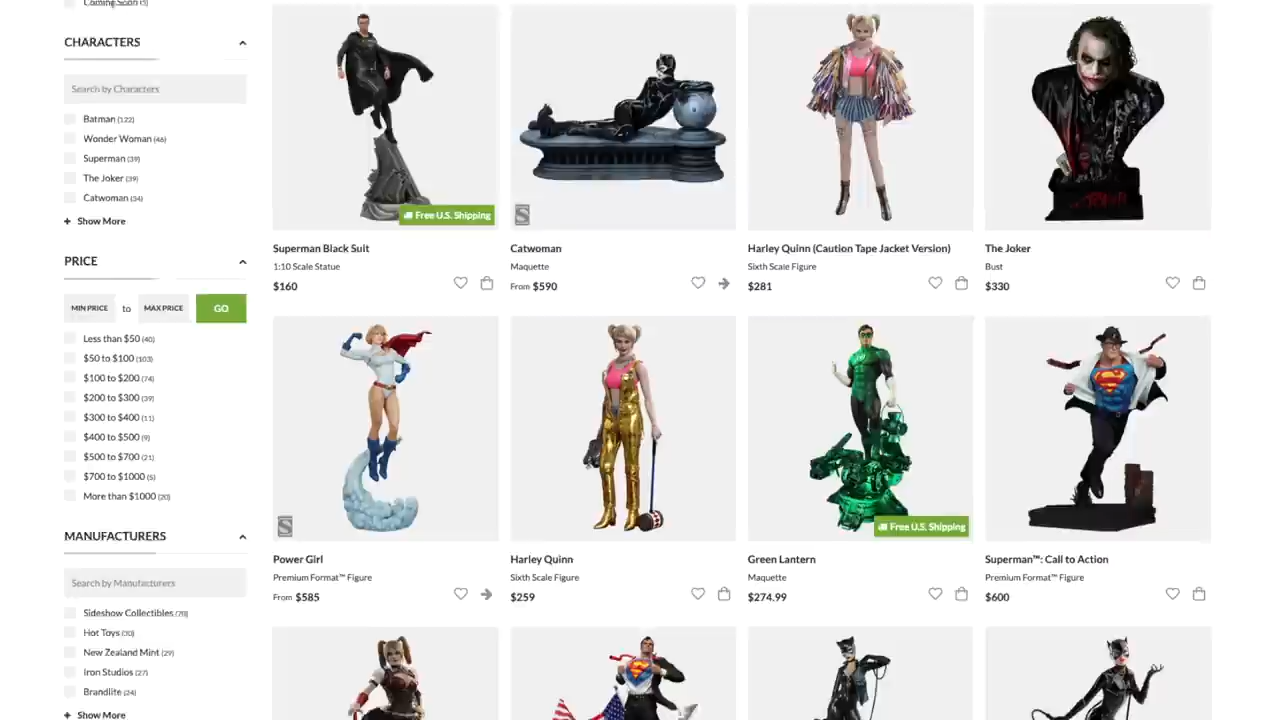 Coming Soon (5)
CHARACTERS
Search by Characters
Batman (122)
Wonder Woman (46)
Superman (39)
The Joker (39)
Catwoman (34)
+ Show More
PRICE
MIN PRICE to MAX PRICE GO
Less than $50 (40)
$50 to $100 (103)
$100 to $200 (74)
$200 to $300 (39)
$300 to $400 (11)
$400 to $500 (9)
$500 to $700 (21)
$700 to $1000 (5)
More than $1000 (20)
MANUFACTURERS
Search by Manufacturers
Sideshow Collectibles (70)
Hot Toys (30)
New Zealand Mint (29)
Iron Studios (27)
Brandlite (24)
+ Show More
Free U.S. Shipping
Superman Black Suit
1:10 Scale Statue
$160
S
Catwoman
Maquette
From $590
Harley Quinn (Caution Tape Jacket Version)
Sixth Scale Figure
$281
The Joker
Bust
$330
S
Power Girl
Premium Format™ Figure
From $585
Harley Quinn
Sixth Scale Figure
$259
Free U.S. Shipping
Green Lantern
Maquette
$274.99
Superman™: Call to Action
Premium Format™ Figure
$600